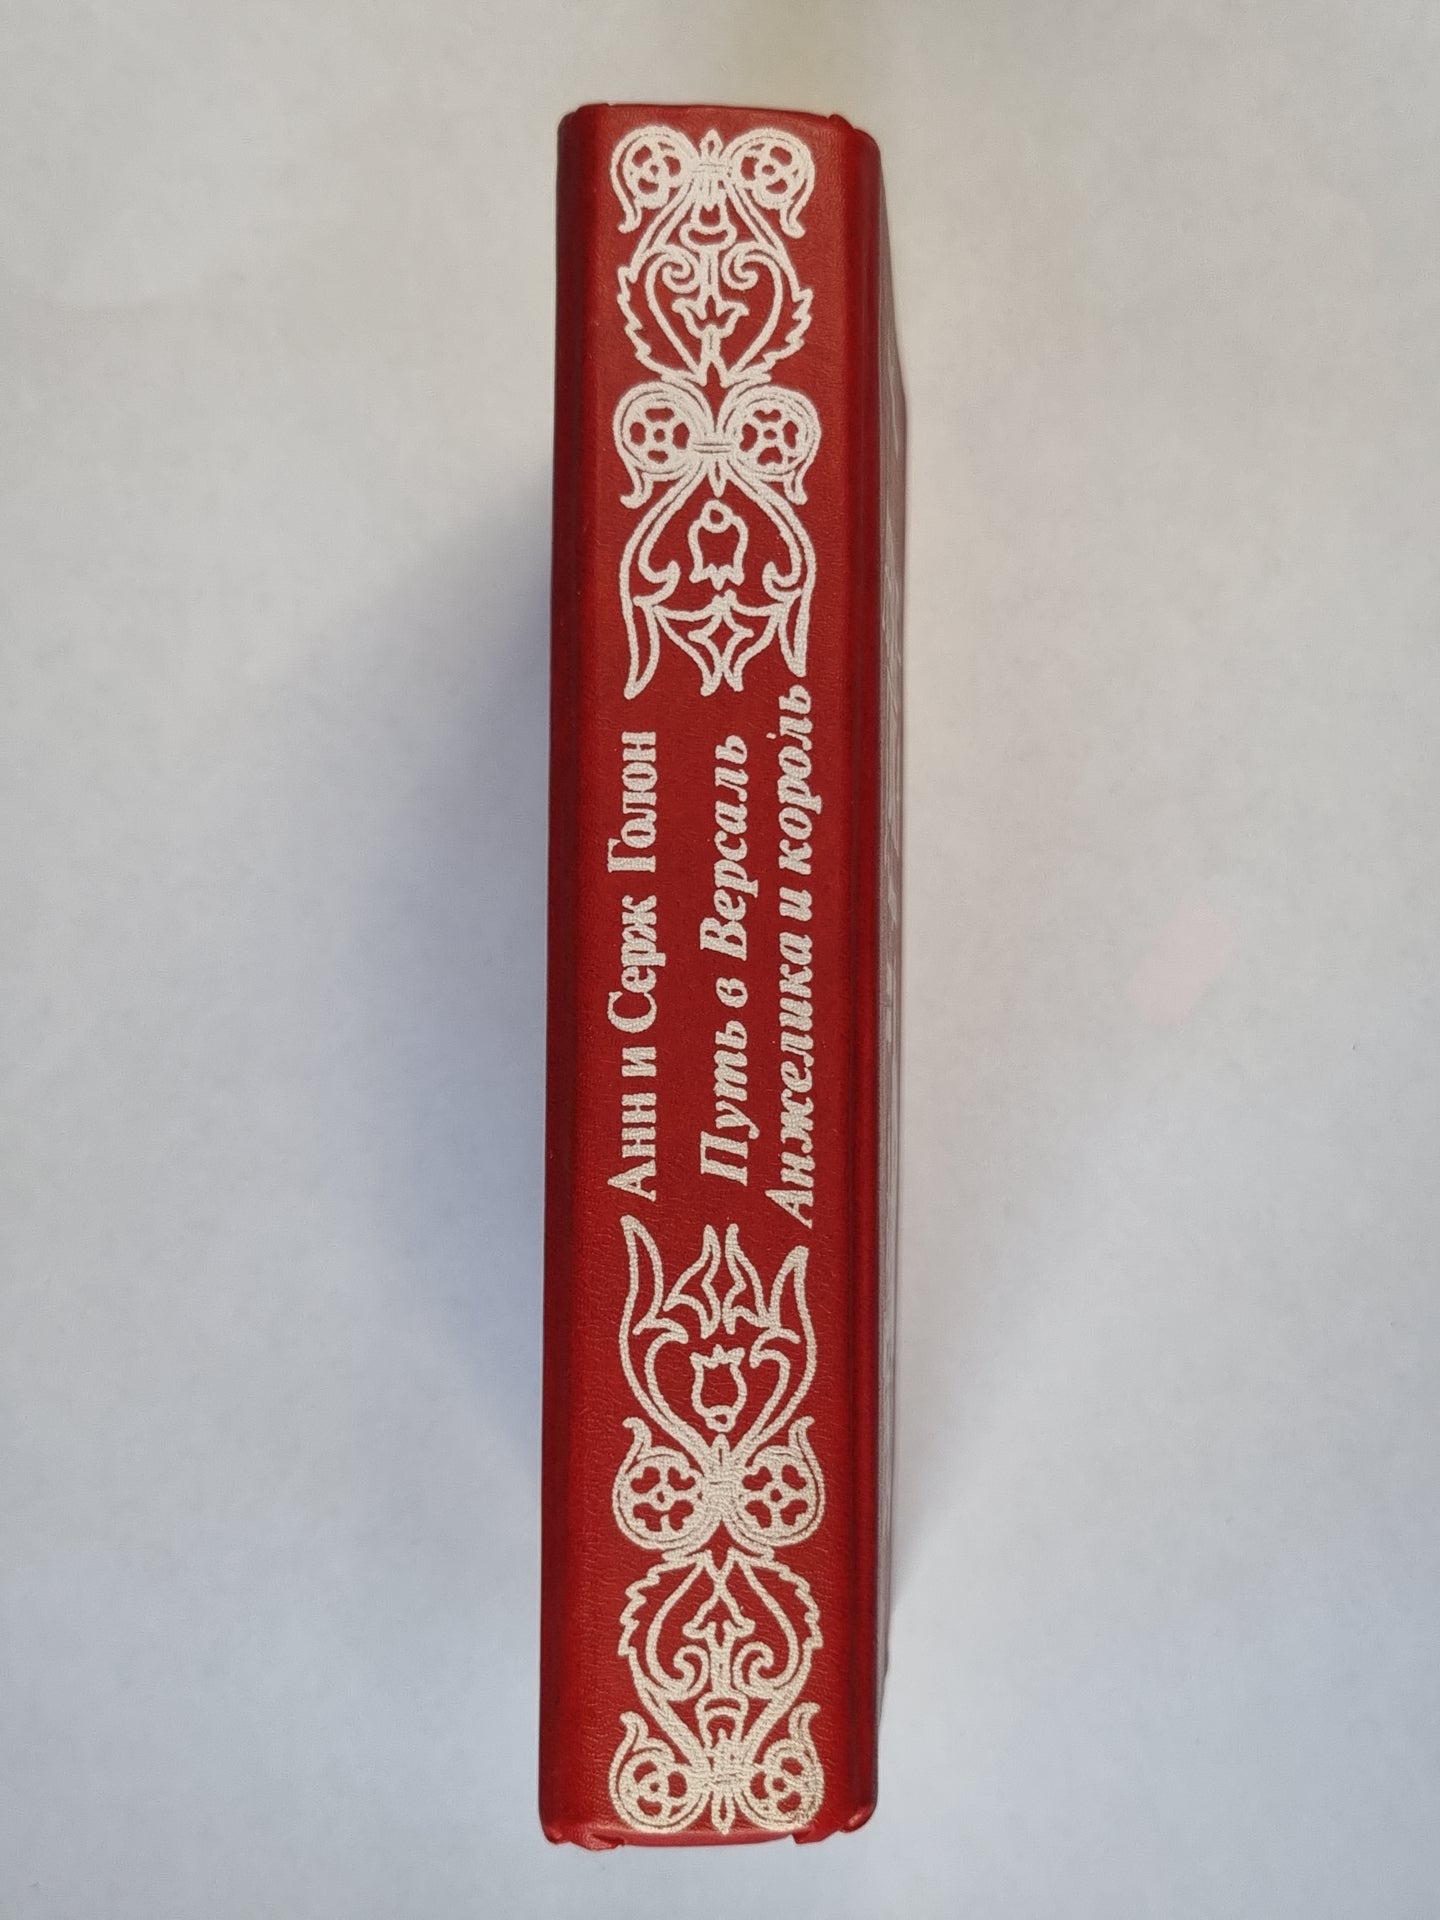 Анн и Серж Голон
Путь в Версаль
Анжелика и король